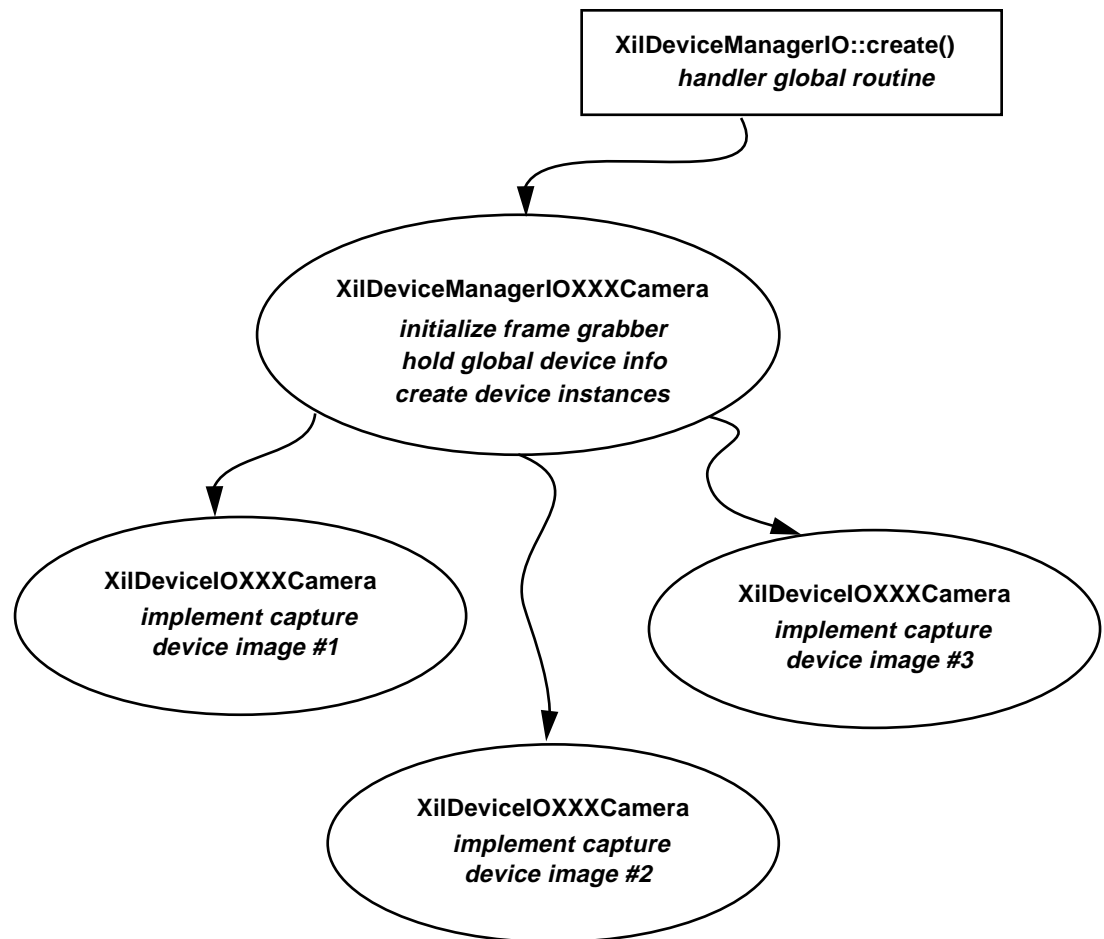 XilDeviceManagerIO::create()
handler global routine
XilDeviceManagerIOXXXCamera
initialize frame grabber
hold global device info
create device instances
XilDeviceIOXXXCamera
implement capture
device image #1
XilDeviceIOXXXCamera
implement capture
device image #3
XilDeviceIOXXXCamera
implement capture
device image #2